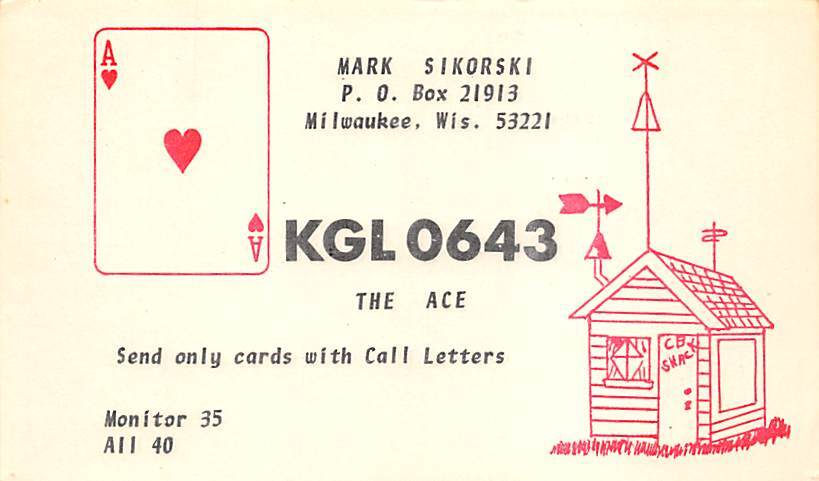 A
MARK SIKORSKI
P. O. Box 21913
Milwaukee, Wis. 53221
KGL 0643
THE ACE
A
Send only cards with Call Letters
CB
SHACK
Monitor 35
All 40